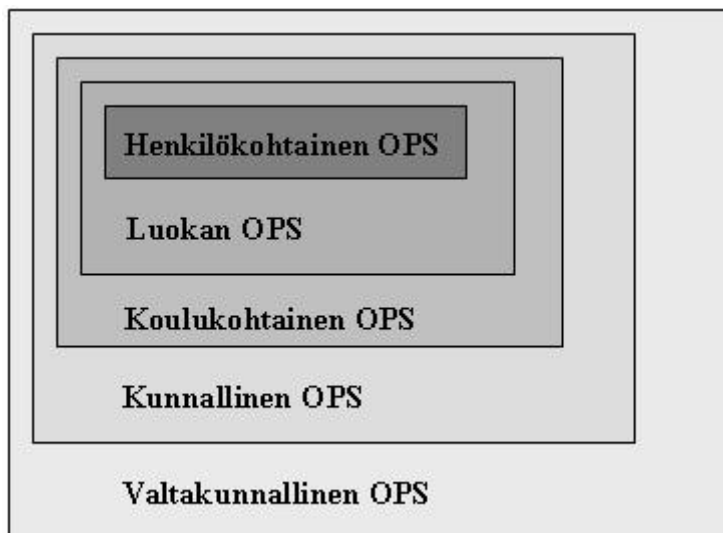 Henkilökohtainen OPS
Luokan OPS
Koulukohtainen OPS
Kunnallinen OPS
Valtakunnallinen OPS